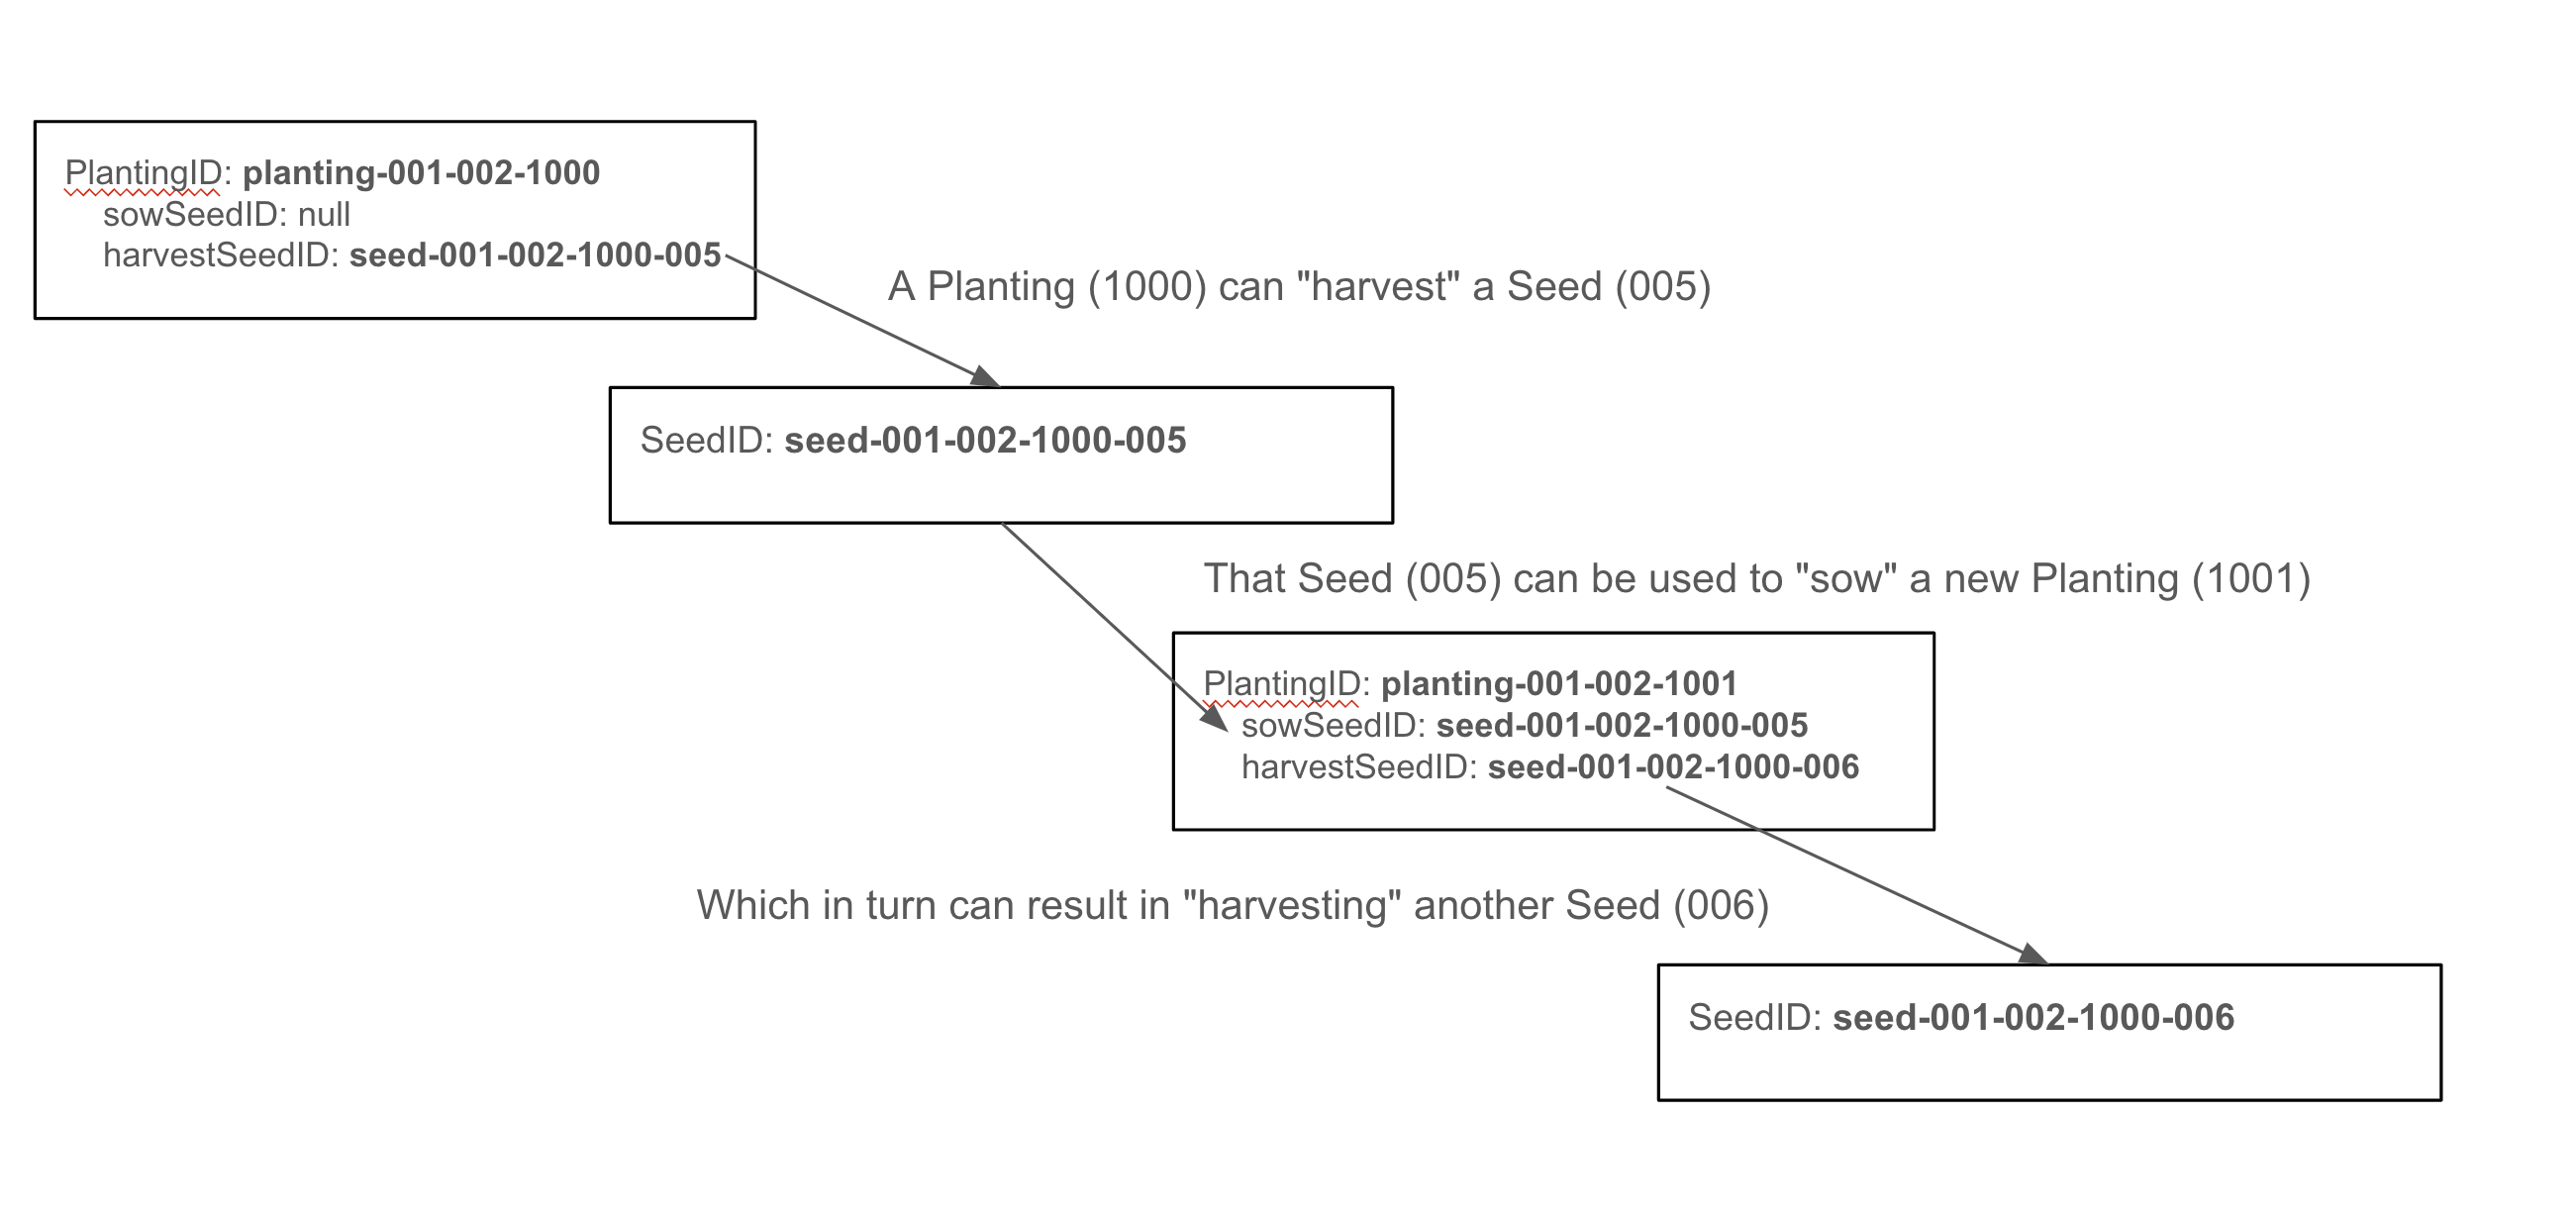 PlantingID: planting-001-002-1000
sowSeedID: null
harvestSeedID: seed-001-002-1000-005
A Planting (1000) can "harvest" a Seed (005)
SeedID: seed-001-002-1000-005
That Seed (005) can be used to "sow" a new Planting (1001)
PlantingID: planting-001-002-1001
sowSeedID: seed-001-002-1000-005
harvestSeedID: seed-001-002-1000-006
Which in turn can result in "harvesting" another Seed (006)
SeedID: seed-001-002-1000-006